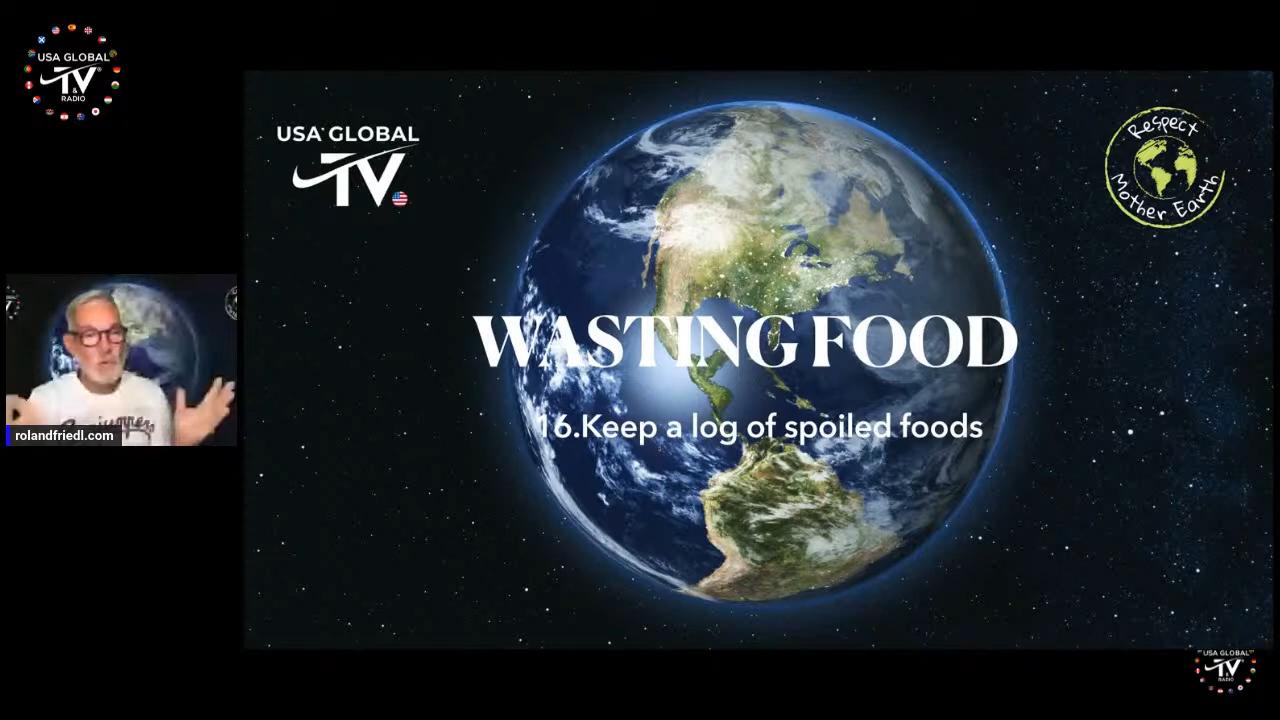 USA GLOBAL
TV
&
RADIO
USA GLOBAL
TV
Respect
Mother Earth
WASTING FOOD
16.Keep a log of spoiled foods
rolandfriedl.com
USA GLOBAL
TV
RADIO